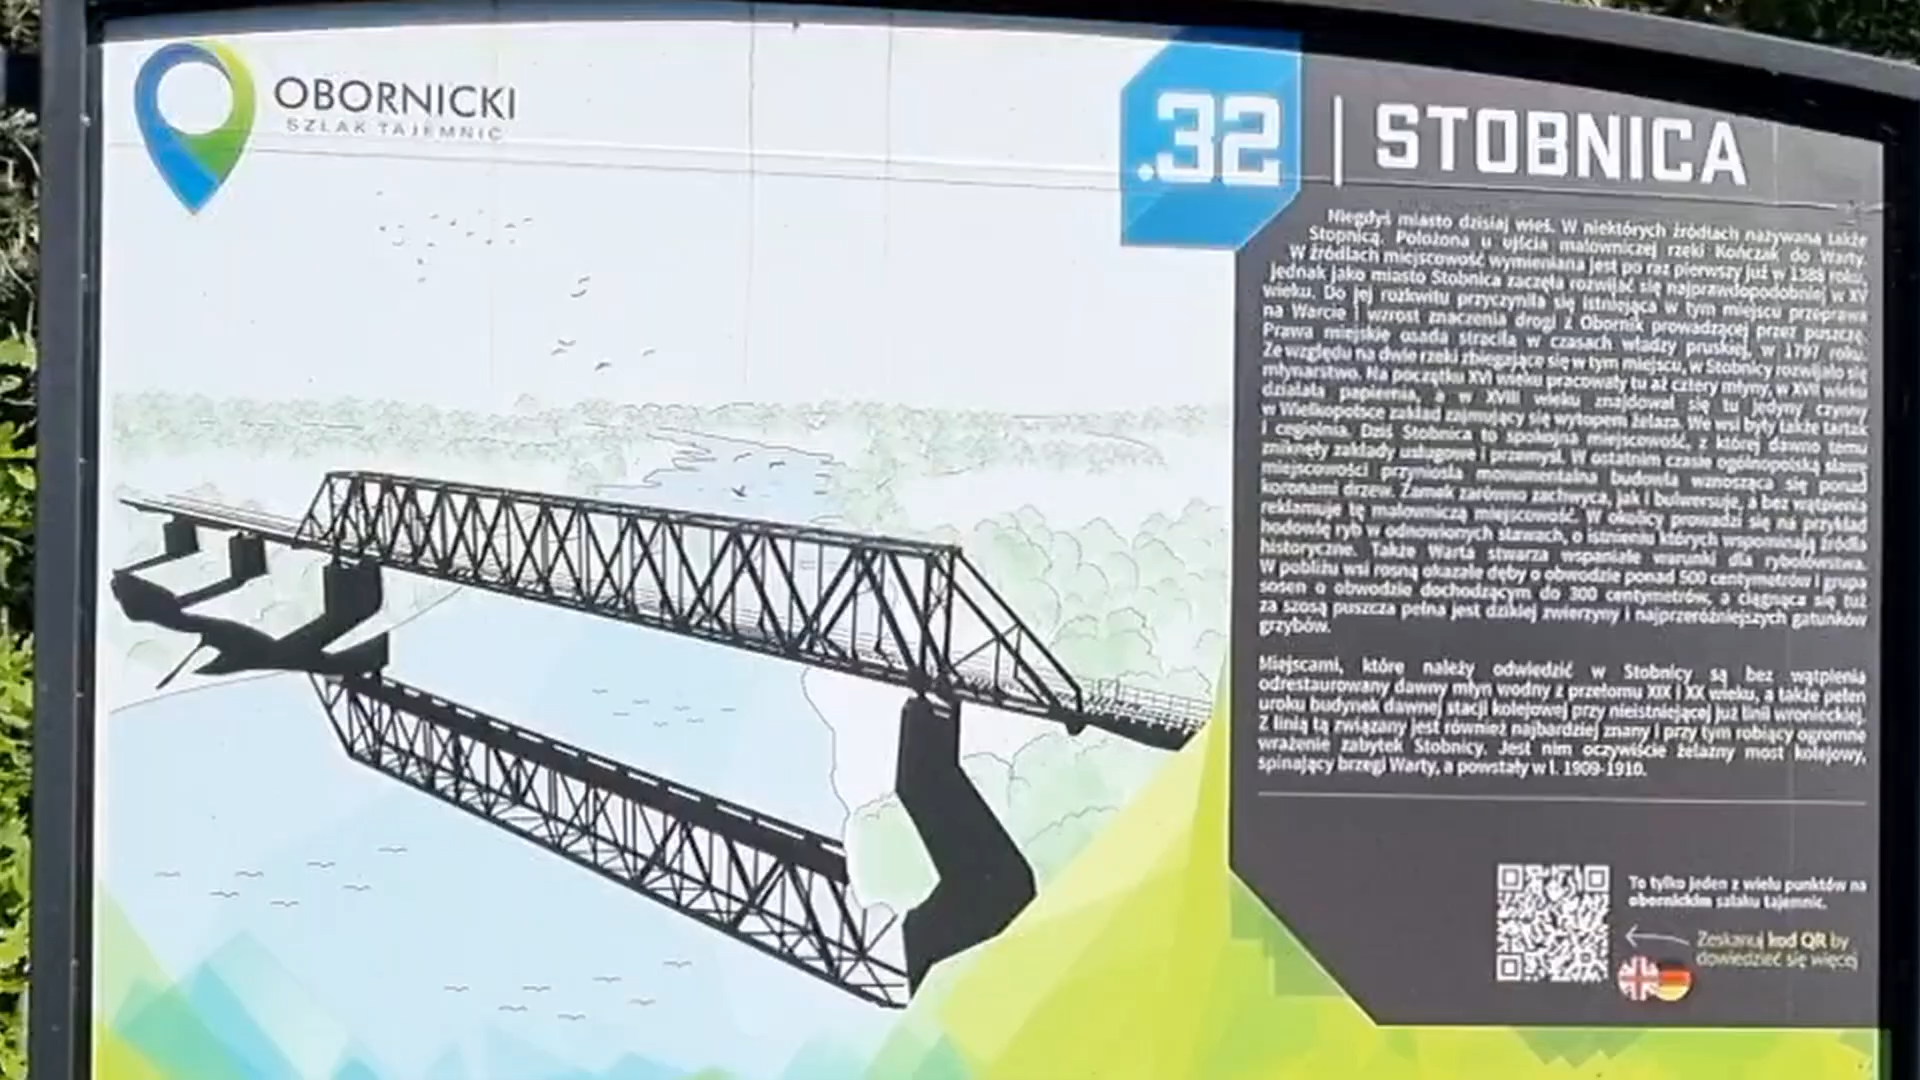 OBORNICKI
SZLAK TAJEMNIC
.32 | STOBNICA
Niegdyś miasto dzisiaj wieś. W niektórych źródłach nazywana także
Stopnicą. Położona u ujścia malowniczej rzeki Kończak do Warty.
W źródłach miejscowość wymieniana jest po raz pierwszy już w 1388 roku,
jednak jako miasto Stobnica zaczęła rozwijać się najprawdopodobniej w XV
wieku. Do jej rozkwitu przyczyniła się istniejąca w tym miejscu przeprawa
na Warcie i wzrost znaczenia drogi z Obornik prowadzącej przez puszczę.
Prawa miejskie osada straciła w czasach władzy pruskiej, w 1797 roku.
Ze względu na dwie rzeki zbiegające się w tym miejscu, w Stobnicy rozwijało się
młynarstwo. Na początku XVI wieku pracowały tu aż cztery młyny, w XVII wieku
działała papiernia, a w XVIII wieku znajdował się tu jedyny czynny
w Wielkopolsce zakład zajmujący się wytopem żelaza. We wsi były także tartak
i cegielnia. Dziś Stobnica to spokojna miejscowość, z której dawno temu
zniknęły zakłady usługowe i przemysł. W ostatnim czasie ogólnopolską sławę
miejscowości przyniosła monumentalna budowla wznosząca się ponad
koronami drzew. Zamek zarówno zachwyca, jak i bulwersuje, a bez wątpienia
reklamuje tę malowniczą miejscowość. W okolicy prowadzi się na przykład
hodowlę ryb w odnowionych stawach, o istnieniu których wspominają źródła
historyczne. Także Warta stwarza wspaniałe warunki dla rybołówstwa.
W pobliżu wsi rosną okazałe dęby o obwodzie ponad 500 centymetrów i grupa
sosen o obwodzie dochodzącym do 300 centymetrów, a ciągnąca się tuż
za szosą puszcza pełna jest dzikiej zwierzyny i najprzeróżniejszych gatunków
grzybów.
Miejscami, które należy odwiedzić w Stobnicy są bez wątpienia
odrestaurowany dawny młyn wodny z przełomu XIX i XX wieku, a także pełen
uroku budynek dawnej stacji kolejowej przy nieistniejącej już linii wronieckiej.
Z linią tą związany jest również najbardziej znany i przy tym robiący ogromne
wrażenie zabytek Stobnicy. Jest nim oczywiście żelazny most kolejowy,
spinający brzegi Warty, a powstały w l. 1909-1910.
To tylko jeden z wielu punktów na
obornickim szlaku tajemnic.
Zeskanuj kod QR by
dowiedzieć się więcej